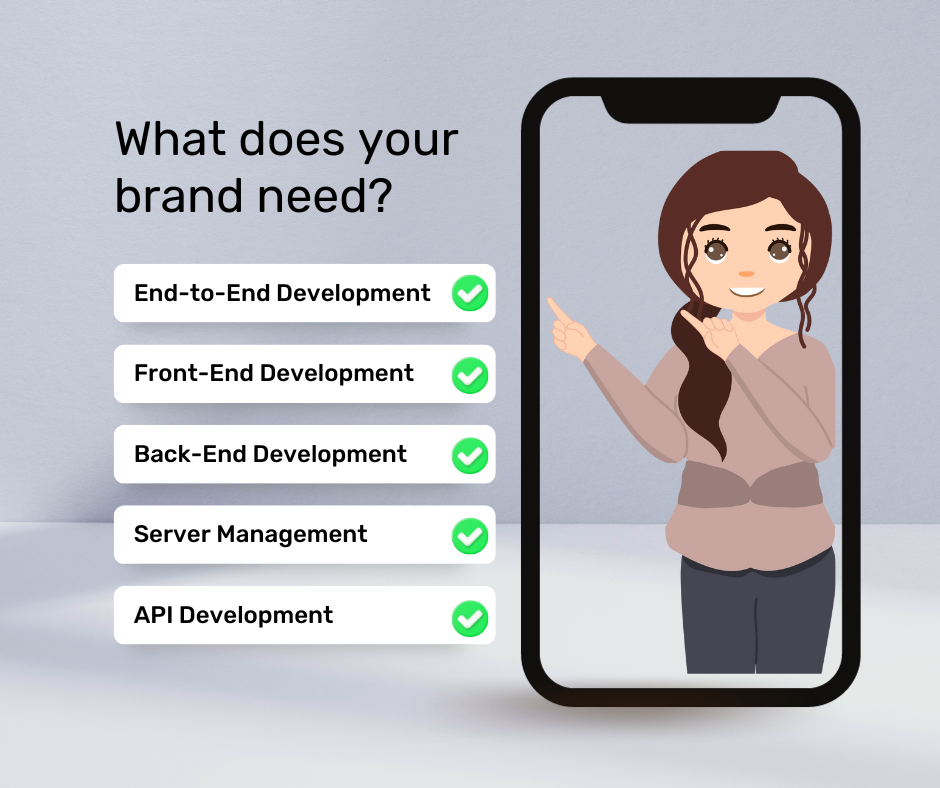 What does your
brand need?
End-to-End Development
Front-End Development
Back-End Development
Server Management
API Development